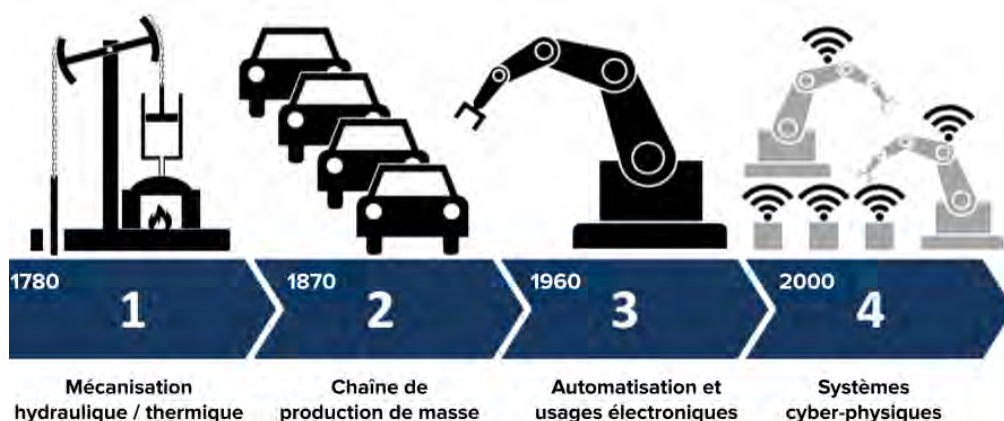 1780
1
1870
2
1960
3
2000
4
Mécanisation
hydraulique / thermique
Chaîne de
production de masse
Automatisation et
usages électroniques
Systèmes
cyber-physiques